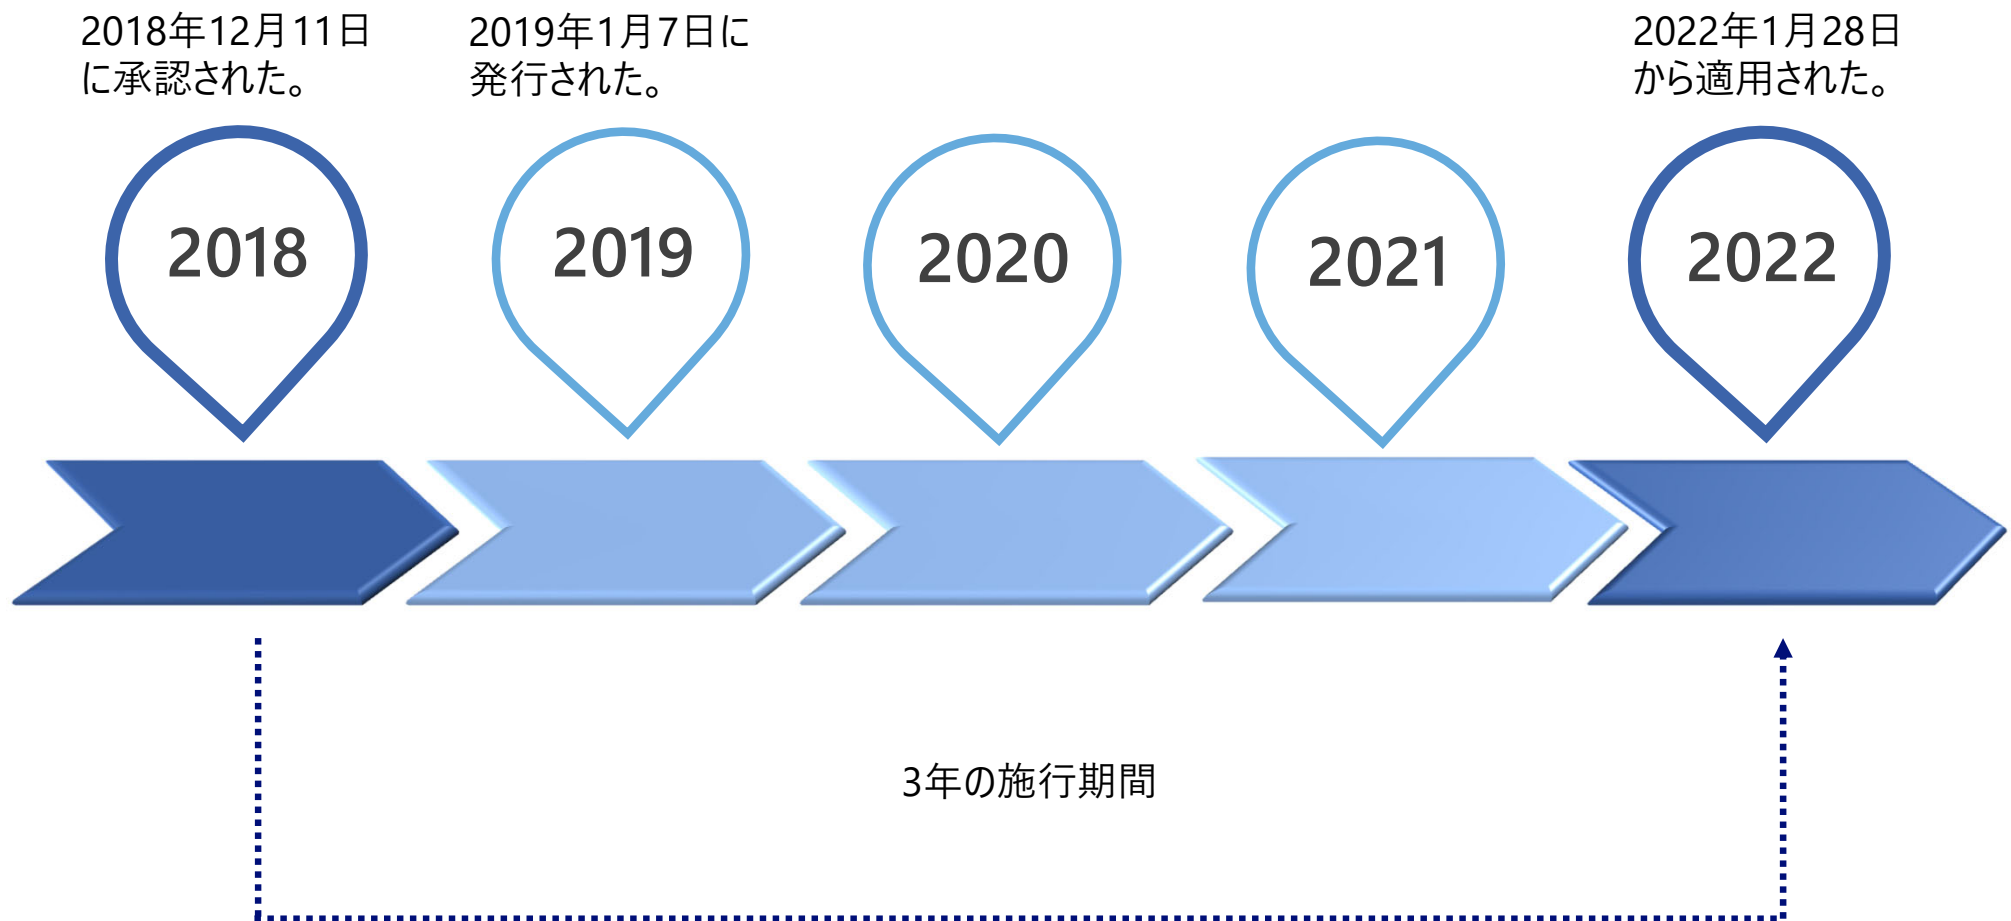 2018年12月11日
に承認された。
2019年1月7日に
発行された。
2022年1月28日
から適用された。
2018
2019
2020
2021
2022
3年の施行期間